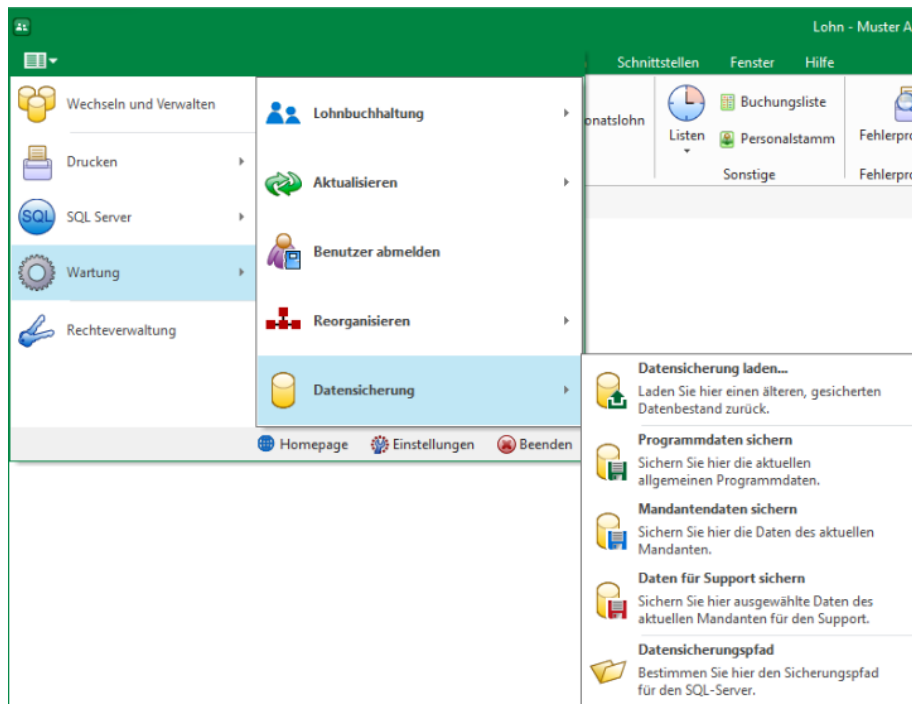 Lohn - Muster A
Schnittstellen Fenster Hilfe
Wechseln und Verwalten
Drucken
SQL
SQL Server
Wartung
Rechteverwaltung
Lohnbuchhaltung
Aktualisieren
Benutzer abmelden
Reorganisieren
Datensicherung
Homepage Einstellungen Beenden
onatslohn
Listen
Buchungsliste
Personalstamm
Sonstige
Fehlerpro
Fehlerpro
Datensicherung laden...
Laden Sie hier einen älteren, gesicherten
Datenbestand zurück.
Programmdaten sichern
Sichern Sie hier die aktuellen
allgemeinen Programmdaten.
Mandantendaten sichern
Sichern Sie hier die Daten des aktuellen
Mandanten.
Daten für Support sichern
Sichern Sie hier ausgewählte Daten des
aktuellen Mandanten für den Support.
Datensicherungspfad
Bestimmen Sie hier den Sicherungspfad
für den SQL-Server.